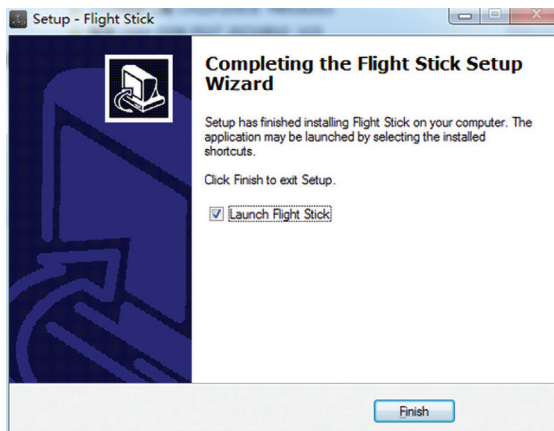 Setup - Flight Stick
Completing the Flight Stick Setup
Wizard
Setup has finished installing Flight Stick on your computer. The
application may be launched by selecting the installed
shortcuts.
Click Finish to exit Setup.
Launch Flight Stick
Finish